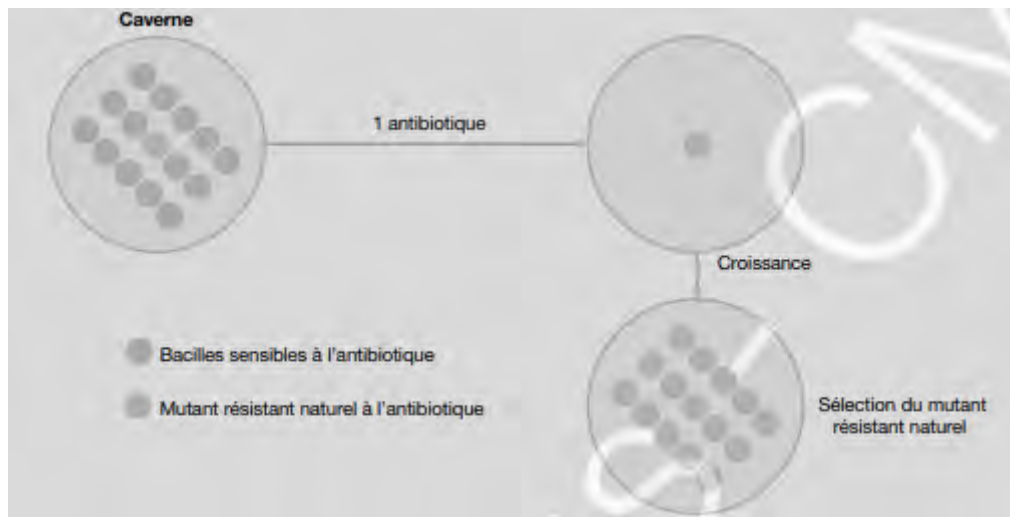 Caverne
1 antibiotique
Croissance
Bacilles sensibles à l'antibiotique
Mutant résistant naturel à l'antibiotique
Sélection du mutant
résistant naturel